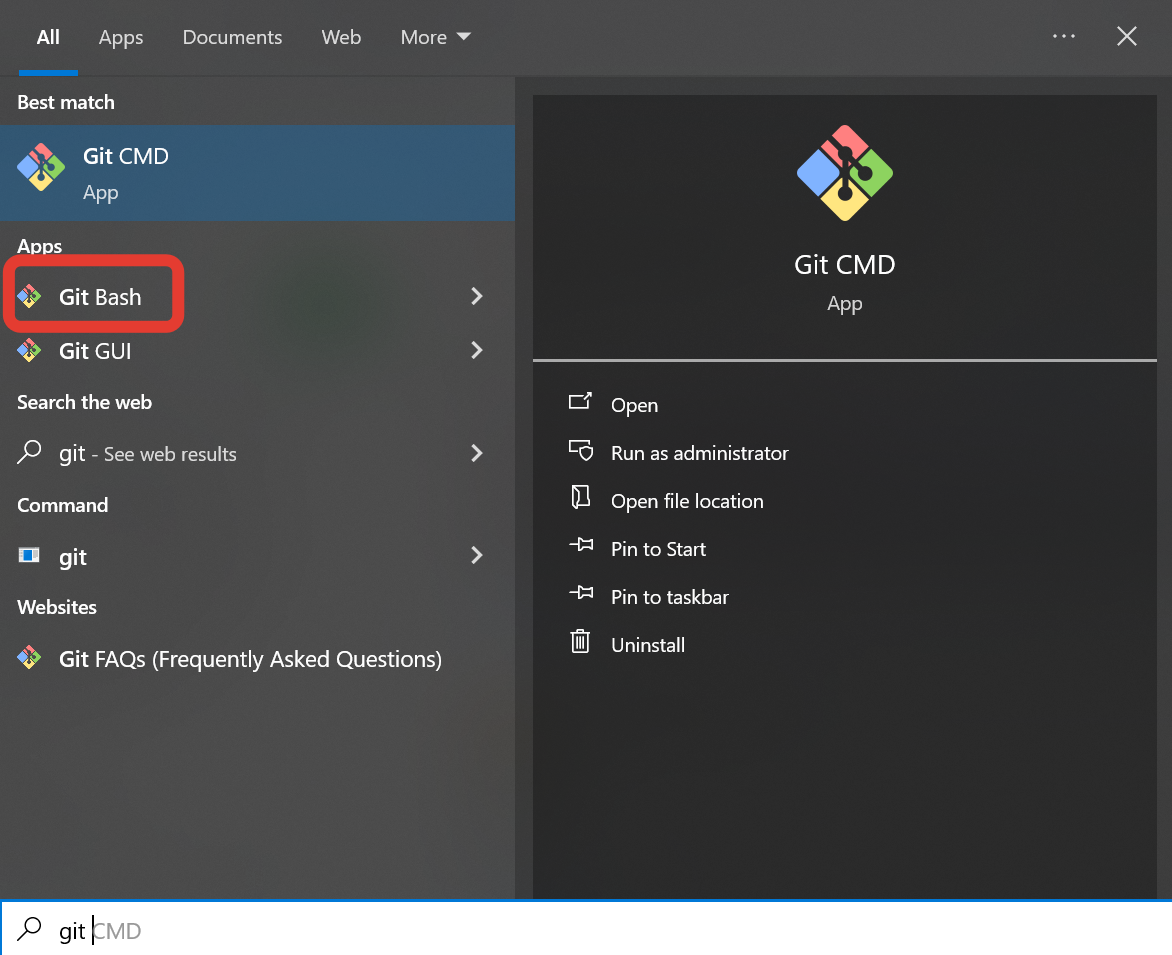 All Apps Documents Web More
Best match
Git CMD
App
Apps
Git Bash
Git GUI
Search the web
git - See web results
Command
git
Websites
Git FAQs (Frequently Asked Questions)
Git CMD
App
Open
Run as administrator
Open file location
Pin to Start
Pin to taskbar
Uninstall
git CMD